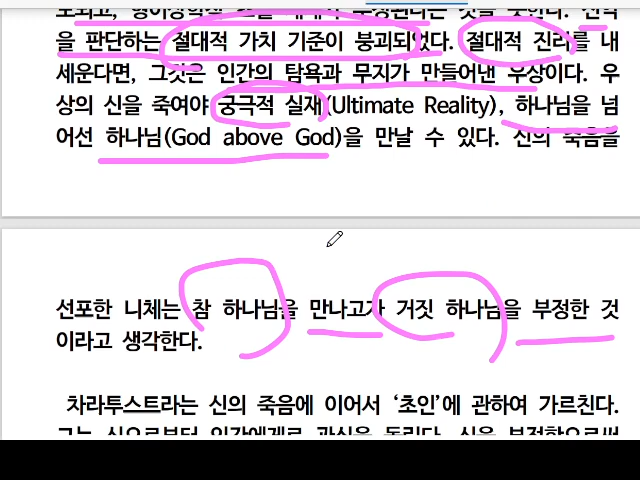 을 판단하는 절대적 가치 기준이 붕괴되었다. 절대적 진리를 내
세운다면, 그것은 인간의 탐욕과 무지가 만들어낸 우상이다. 우
상의 신을 죽여야 궁극적 실재(Ultimate Reality), 하나님을 넘
어선 하나님(God above God)을 만날 수 있다. 신의 죽음을
선포한 니체는 참 하나님을 만나고자 거짓 하나님을 부정한 것
이라고 생각한다.
차라투스트라는 신의 죽음에 이어서 ‘초인’에 관하여 가르친다.